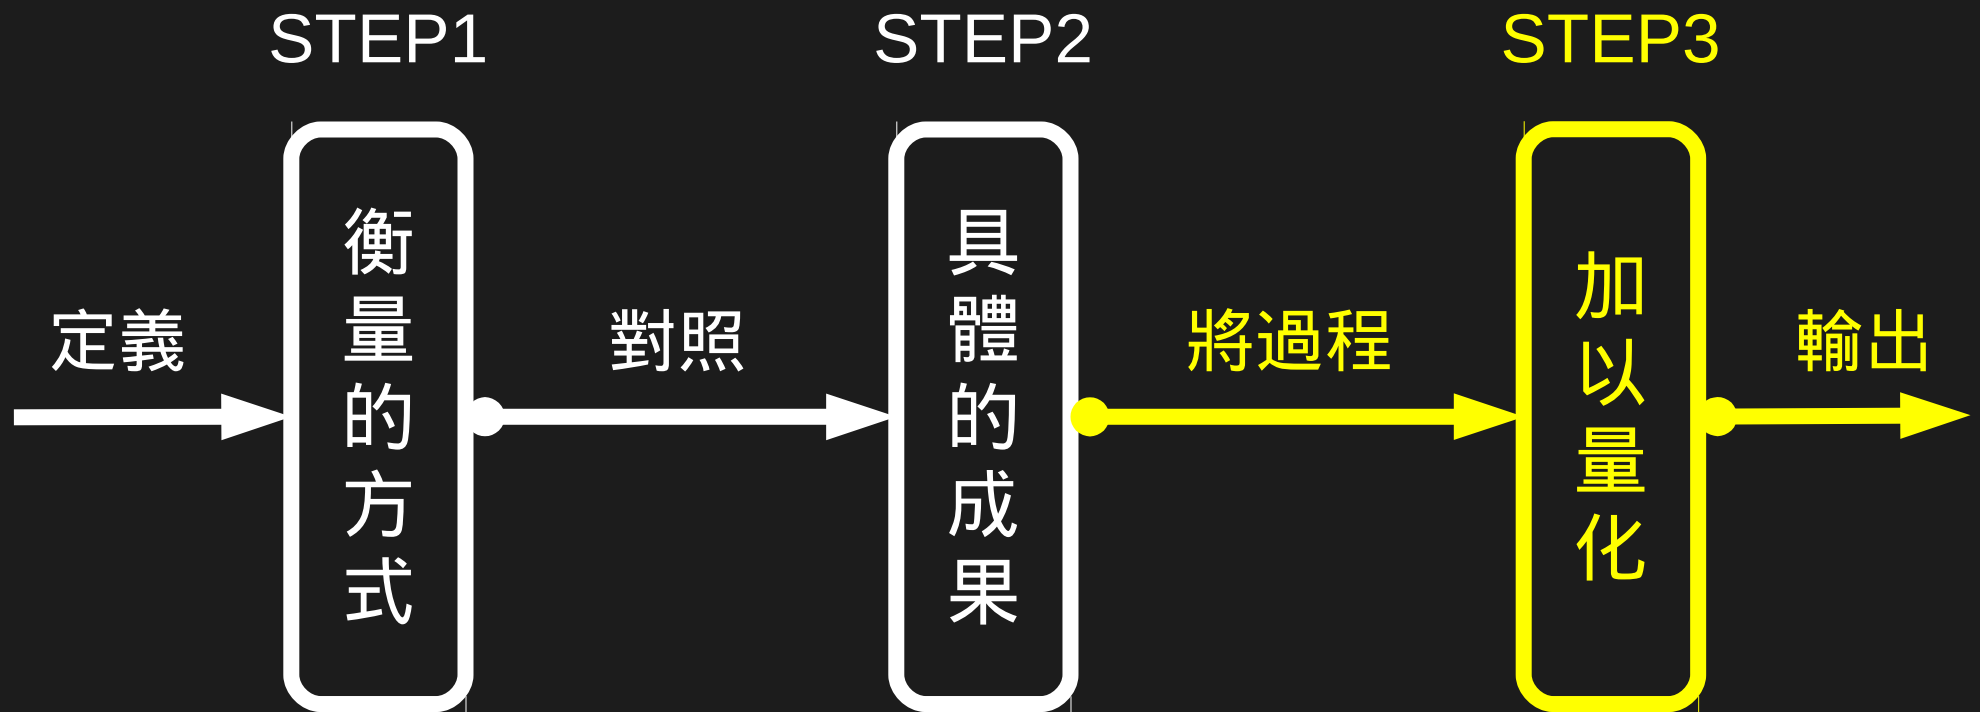 STEP1
STEP2
STEP3
定義
衡量的方式
對照
具體的成果
將過程
加以量化
輸出